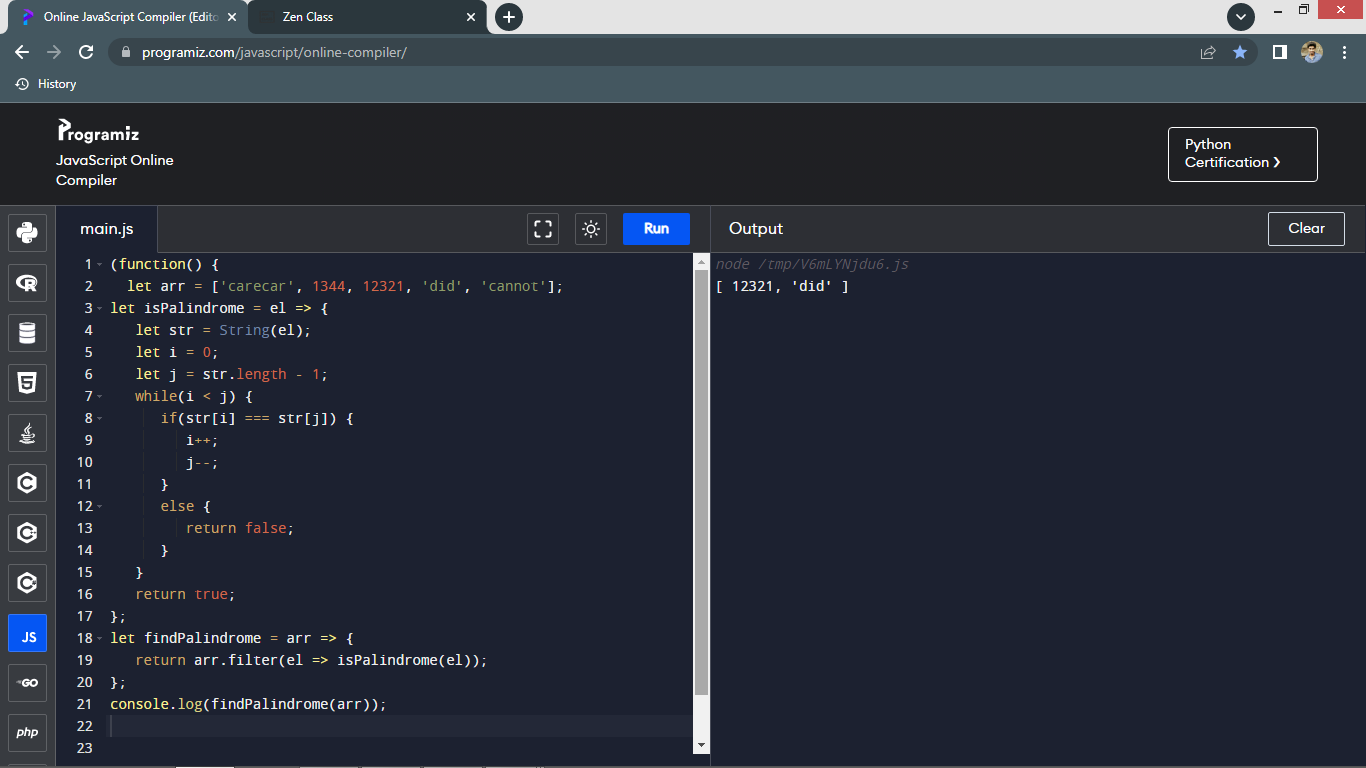 Online JavaScript Compiler (Edito
Zen Class
programiz.com/javascript/online-compiler/
History
Programiz
JavaScript Online
Compiler
Python
Certification ❯
main.js
Run
Output
Clear
1 (function() {
2   let arr = ['carecar', 1344, 12321, 'did', 'cannot'];
3 let isPalindrome = el => {
4    let str = String(el);
5    let i = 0;
6    let j = str.length - 1;
7    while(i < j) {
8       if(str[i] === str[j]) {
9          i++;
10          j--;
11       }
12       else {
13          return false;
14       }
15    }
16    return true;
17 };
18 let findPalindrome = arr => {
19    return arr.filter(el => isPalindrome(el));
20 };
21 console.log(findPalindrome(arr));
22
23
node /tmp/V6mLYNjdu6.js
[ 12321, 'did' ]
R
5
C
C
C
JS
GO
php